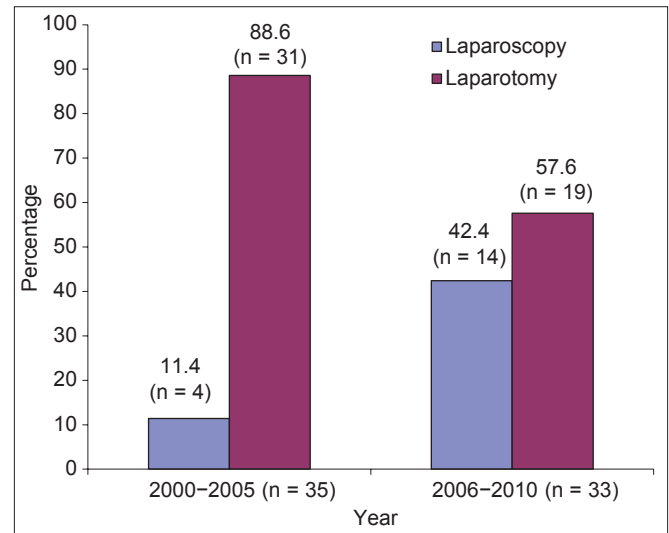 100
90
80
70
60
50
40
30
20
10
0
Percentage
88.6
(n = 31)
11.4
(n = 4)
42.4
(n = 14)
57.6
(n = 19)
Laparoscopy
Laparotomy
2000−2005 (n = 35)
2006−2010 (n = 33)
Year